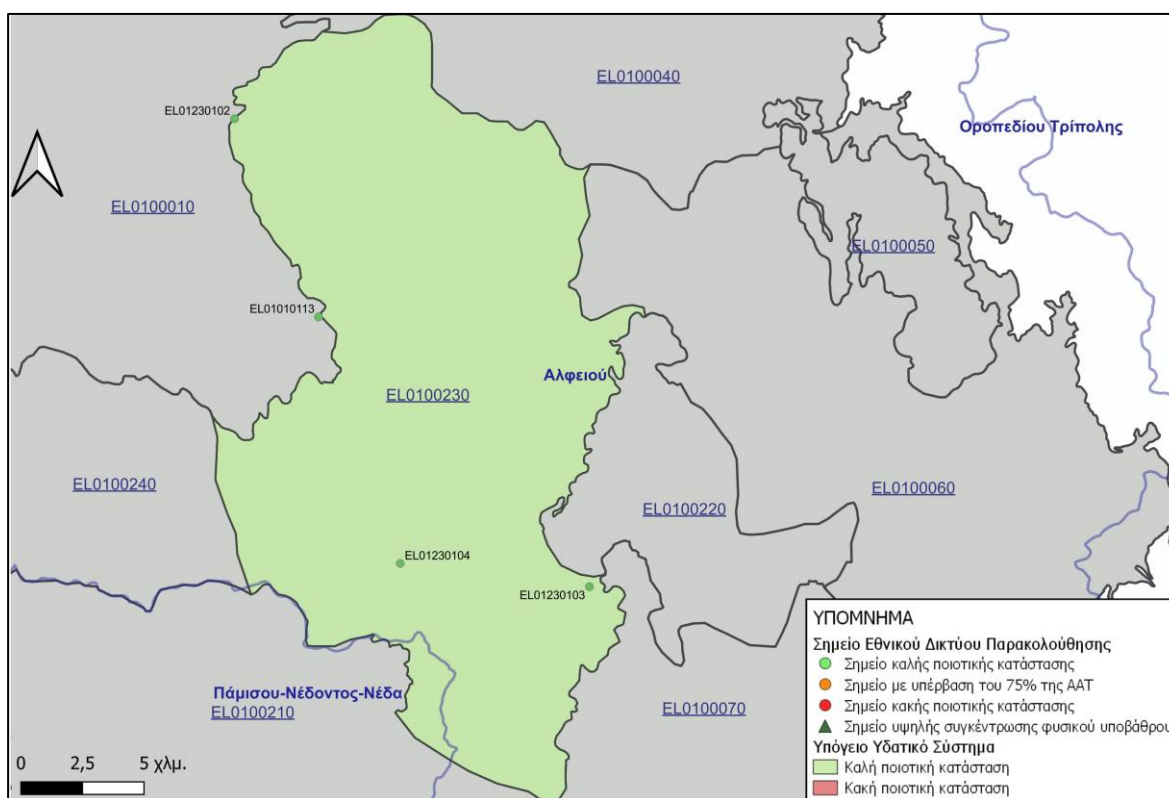 EL0100040
EL01230102
Οροπεδίου Τρίπολης
EL0100010
EL0100050
EL01010113
Αλφειού
EL0100230
EL0100240
EL0100060
EL0100220
EL01230104
EL01230103
Πάμισου-Νέδοντος-Νέδα
EL0100210
EL0100070
0 2,5 5 χλμ.
ΥΠΟΜΝΗΜΑ
Σημείο Εθνικού Δικτύου Παρακολούθησης
Σημείο καλής ποιοτικής κατάστασης
Σημείο με υπέρβαση του 75% της ΑΑΤ
Σημείο κακής ποιοτικής κατάστασης
Σημείο υψηλής συγκέντρωσης φυσικού υποβάθρου
Υπόγειο Υδατικό Σύστημα
Καλή ποιοτική κατάσταση
Κακή ποιοτική κατάσταση